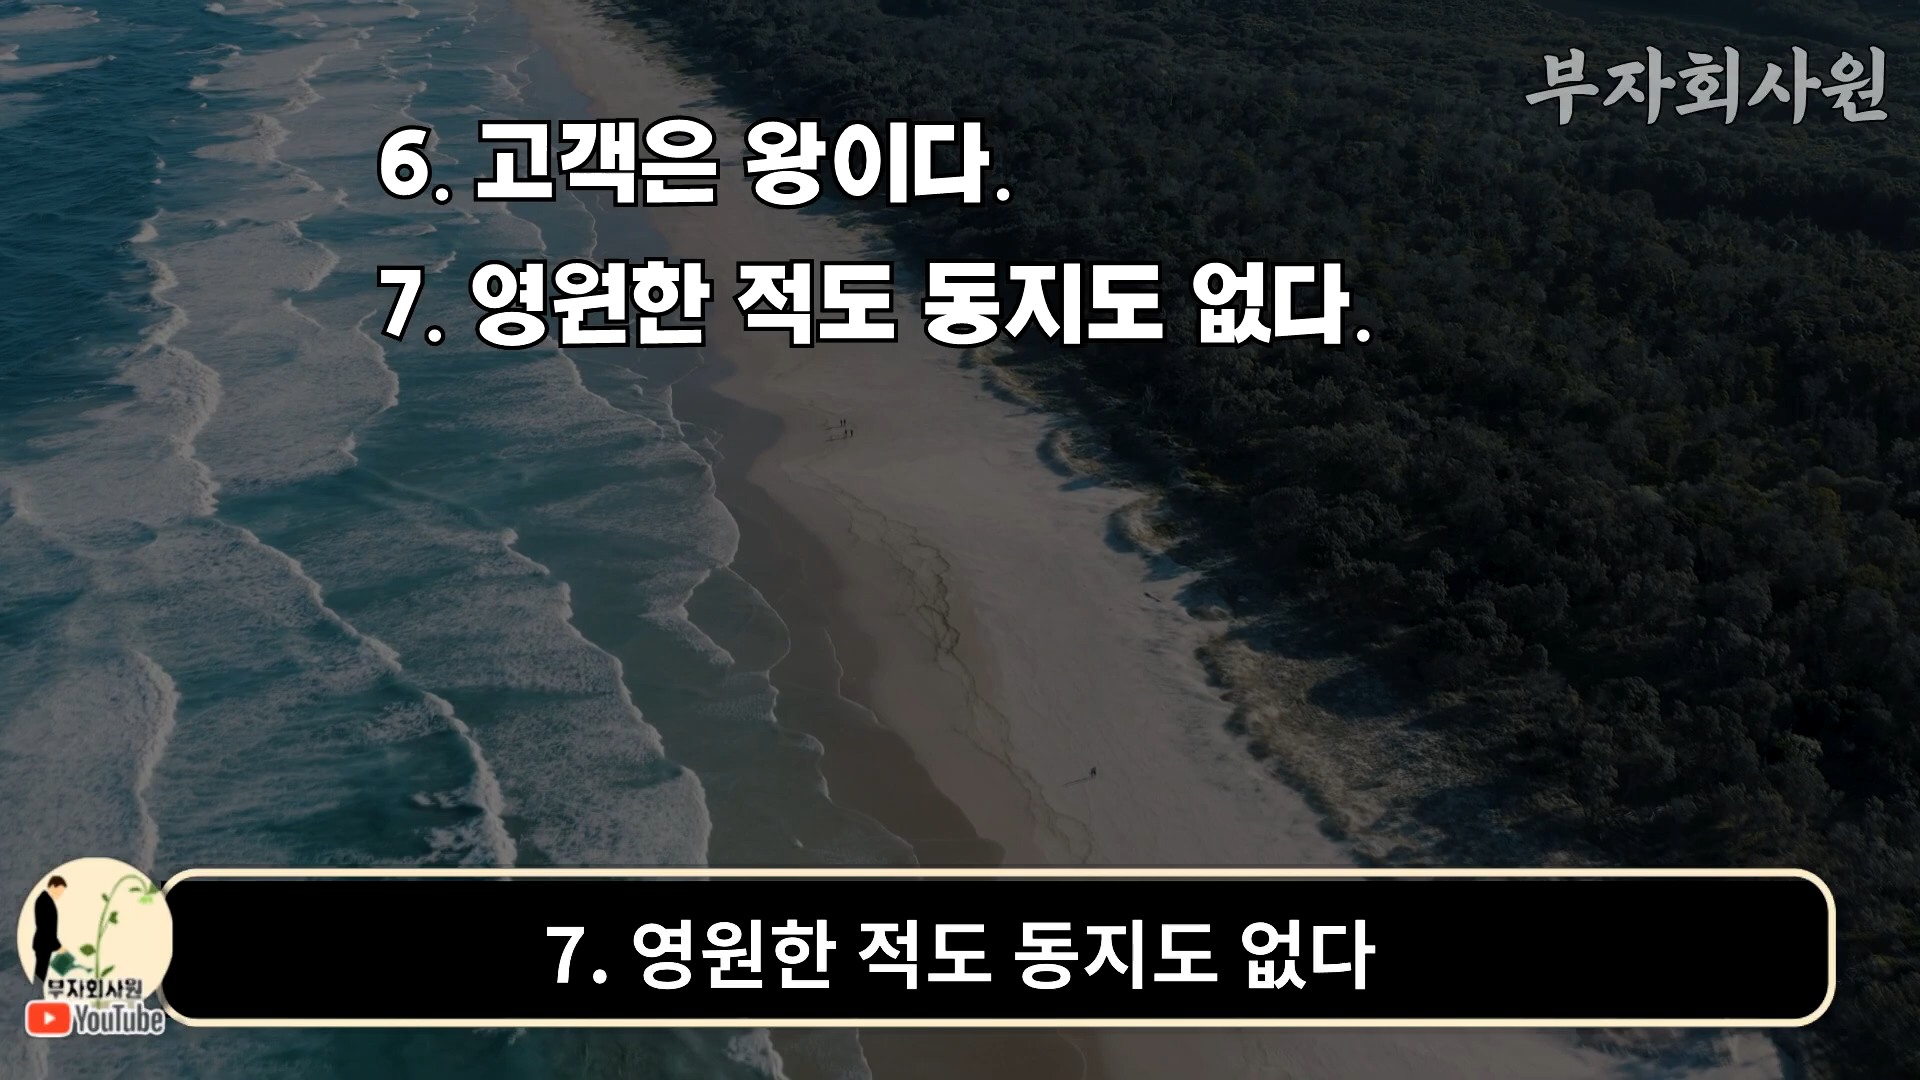 부자회사원
6. 고객은 왕이다.
7. 영원한 적도 동지도 없다.
7. 영원한 적도 동지도 없다
부자회사원
YouTube